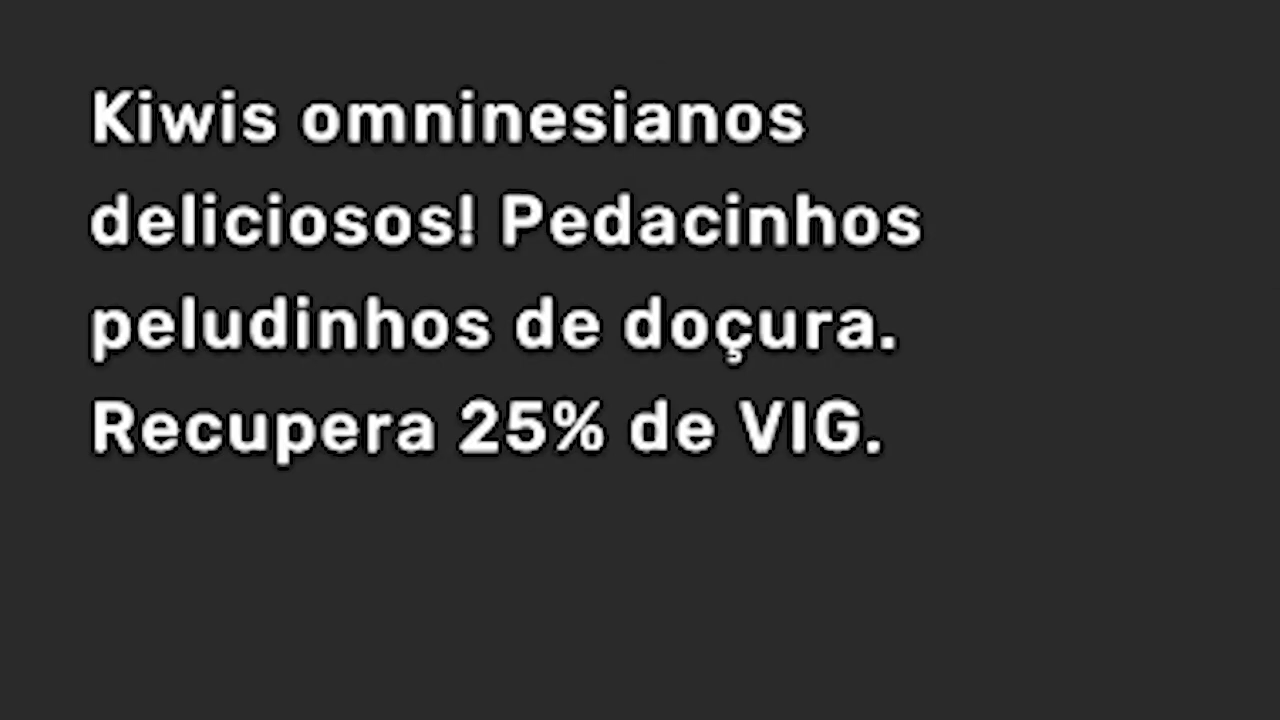 Kiwis omninesianos
deliciosos! Pedacinhos
peludinhos de doçura.
Recupera 25% de VIG.